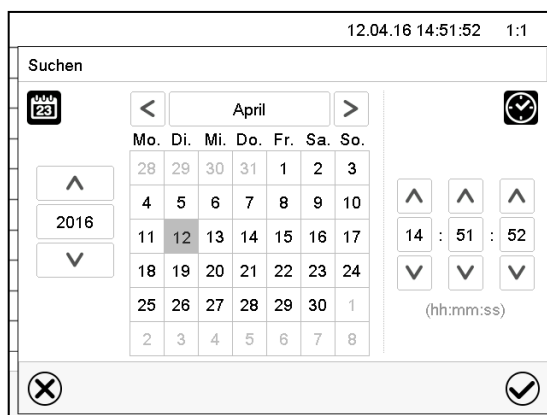 12.04.16 14:51:52 1:1
Suchen
23
< April >
Mo. Di. Mi. Do. Fr. Sa. So.
28 29 30 31 1 2 3
4 5 6 7 8 9 10
2016
11 12 13 14 15 16 17
14 : 51 : 52
18 19 20 21 22 23 24
25 26 27 28 29 30 1
(hh:mm:ss)
2 3 4 5 6 7 8